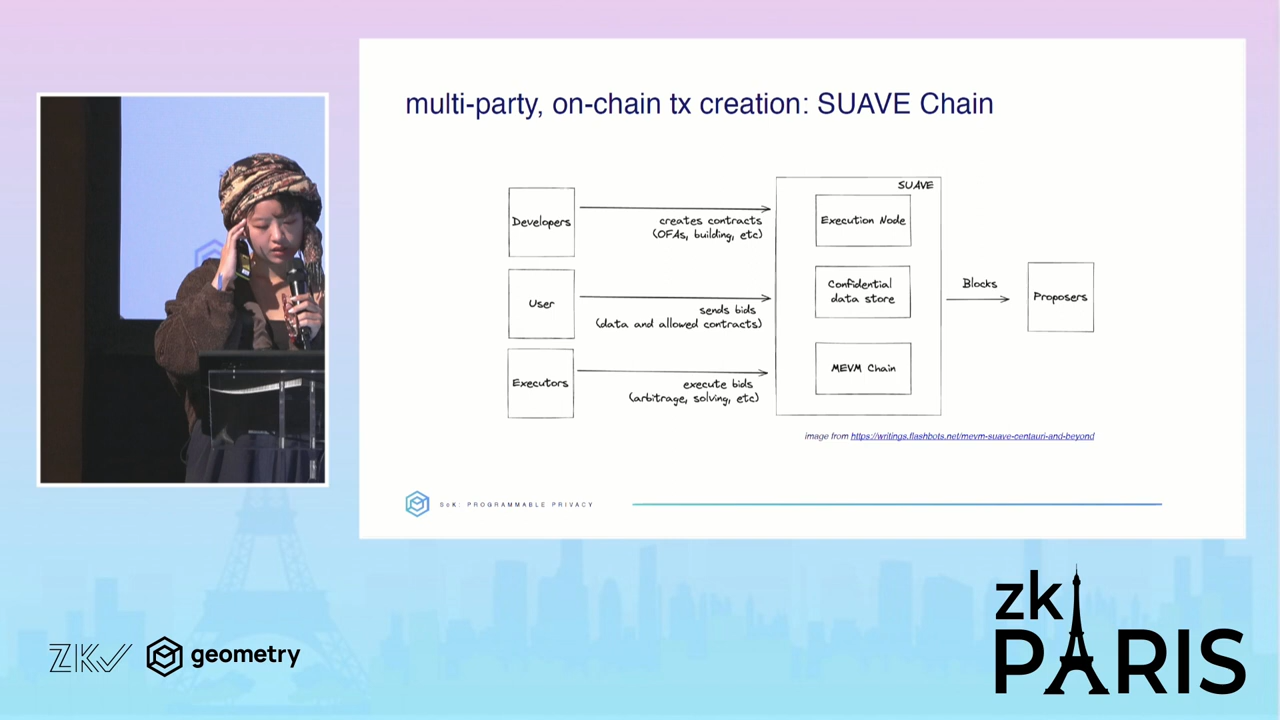 multi-party, on-chain tx creation: SUAVE Chain
Developers
creates contracts
(OFAs, building, etc)
User
sends bids
(data and allowed contracts)
Executors
execute bids
(arbitrage, solving, etc)
SUAVE
Execution Node
Confidential
data store
MEVM Chain
Blocks
Proposers
image from https://writings.flashbots.net/mevm-suave-centauri-and-beyond
SoK: PROGRAMMABLE PRIVACY
ZKV
geometry
zk
PARIS